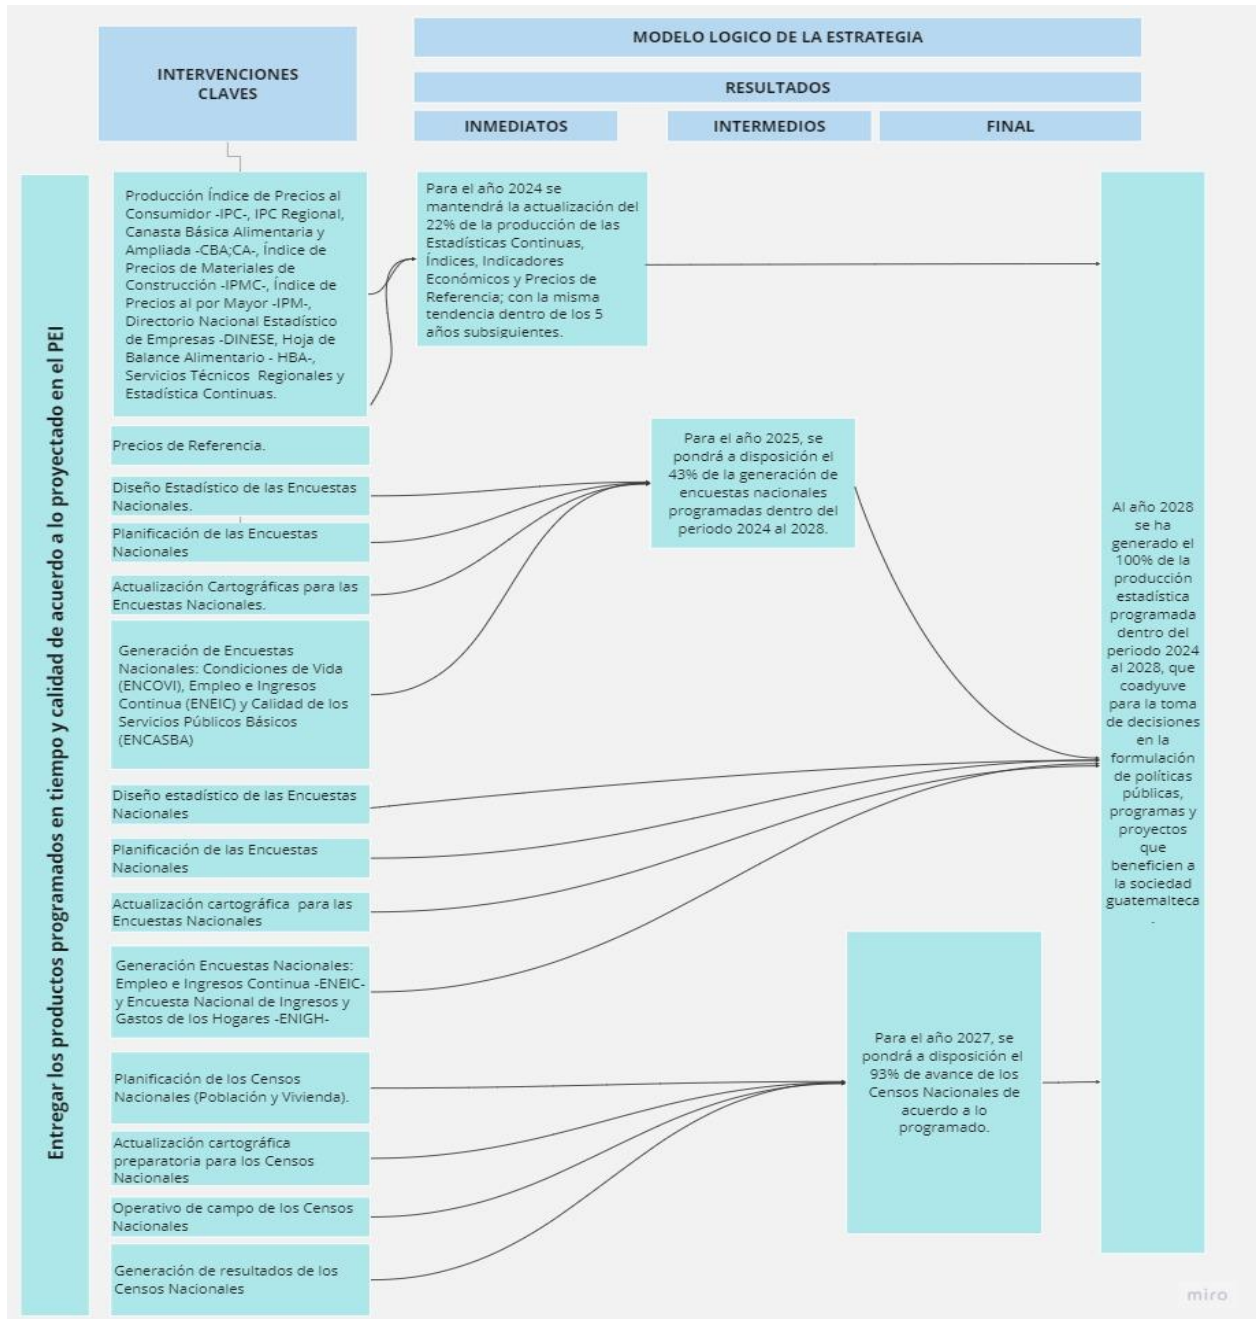 MODELO LOGICO DE LA ESTRATEGIA
INTERVENCIONES
CLAVES
RESULTADOS
INMEDIATOS
INTERMEDIOS
FINAL
Entregar los productos programados en tiempo y calidad de acuerdo a lo proyectado en el PEI
Producción Índice de Precios al
Consumidor -IPC-, IPC Regional,
Canasta Básica Alimentaria y
Ampliada -CBA;CA-, Índice de
Precios de Materiales de
Construcción -IPMC-, Índice de
Precios al por Mayor -IPM-,
Directorio Nacional Estadístico
de Empresas -DINESE, Hoja de
Balance Alimentario - HBA-,
Servicios Técnicos Regionales y
Estadística Continuas.
Para el año 2024 se
mantendrá la actualización del
22% de la producción de las
Estadísticas Continuas,
Índices, Indicadores
Económicos y Precios de
Referencia; con la misma
tendencia dentro de los 5
años subsiguientes.
Precios de Referencia.
Diseño Estadístico de las Encuestas
Nacionales.
Planificación de las Encuestas
Nacionales
Actualización Cartográficas para las
Encuestas Nacionales.
Generación de Encuestas
Nacionales: Condiciones de Vida
(ENCOVI), Empleo e Ingresos
Continua (ENEIC) y Calidad de los
Servicios Públicos Básicos
(ENCASBA)
Para el año 2025, se
pondrá a disposición el
43% de la generación de
encuestas nacionales
programadas dentro del
periodo 2024 al 2028.
Diseño estadístico de las Encuestas
Nacionales
Planificación de las Encuestas
Nacionales
Actualización cartográfica para las
Encuestas Nacionales
Generación Encuestas Nacionales:
Empleo e Ingresos Continua -ENEIC-
y Encuesta Nacional de Ingresos y
Gastos de los Hogares -ENIGH-
Planificación de los Censos
Nacionales (Población y Vivienda).
Actualización cartográfica
preparatoria para los Censos
Nacionales
Operativo de campo de los Censos
Nacionales
Generación de resultados de los
Censos Nacionales
Para el año 2027, se
pondrá a disposición el
93% de avance de los
Censos Nacionales de
acuerdo a lo
programado.
Al año 2028
se ha
generado el
100% de la
producción
estadística
programada
dentro del
periodo 2024
al 2028, que
coadyuve
para la toma
de decisiones
en la
formulación
de políticas
públicas,
programas y
proyectos
que
beneficien a
la sociedad
guatemalteca
.
miro